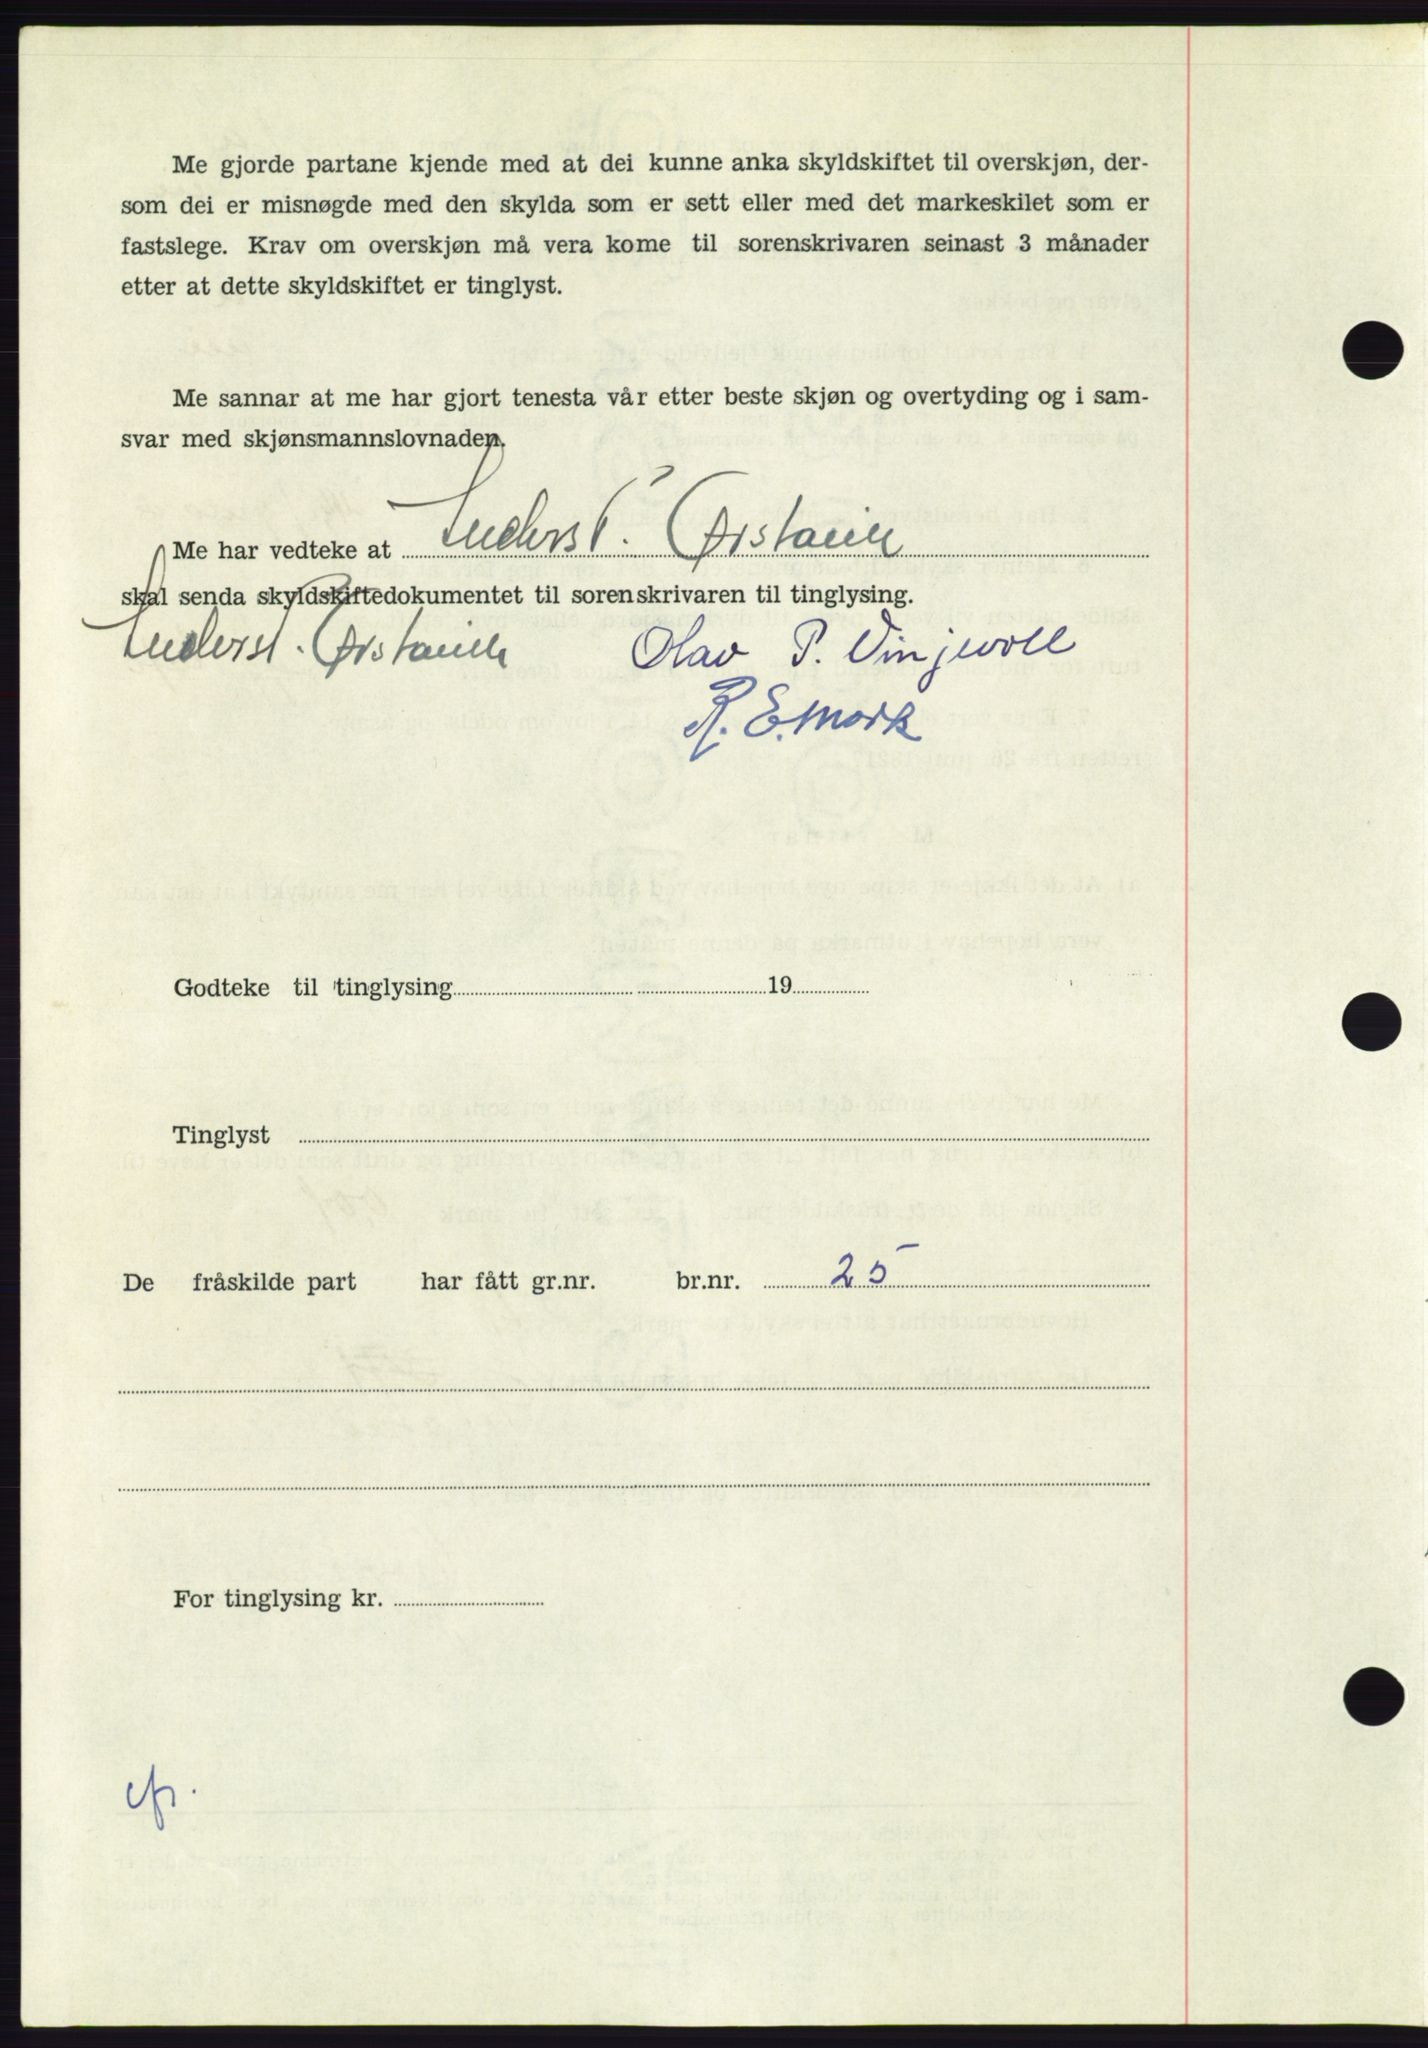 Me gjorde partane kjende med at dei kunne anka skyldskiftet til overskjøn, der-
som dei er misnøgde med den skylda som er sett eller med det markeskilet som er
fastslege. Krav om overskjøn må vera kome til sorenskrivaren seinast 3 månader
etter at dette skyldskiftet er tinglyst.
Me sannar at me har gjort tenesta vår etter beste skjøn og overtyding og i sam-
svar med skjønsmannslovnaden.
Me har vedteke at Anders P. Ørstavik
skal senda skyldskiftedokumentet til sorenskrivaren til tinglysing.
Anders P. Ørstavik Olav P. Vinjevoll
R. E. Mork
Godteke til tinglysing 19
Tinglyst
De fråskilde part har fått gr.nr. br.nr. 25
For tinglysing kr.